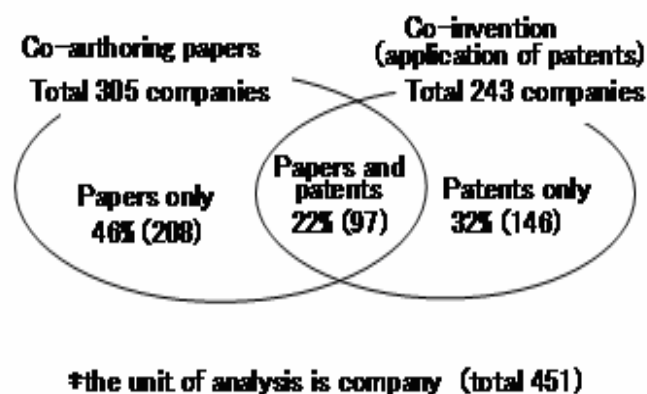 Co-authoring papers
Total 305 companies
Co-invention
(application of patents)
Total 243 companies
Papers only
46% (208)
Papers and
patents
22% (97)
Patents only
32% (146)
*the unit of analysis is company (total 451)